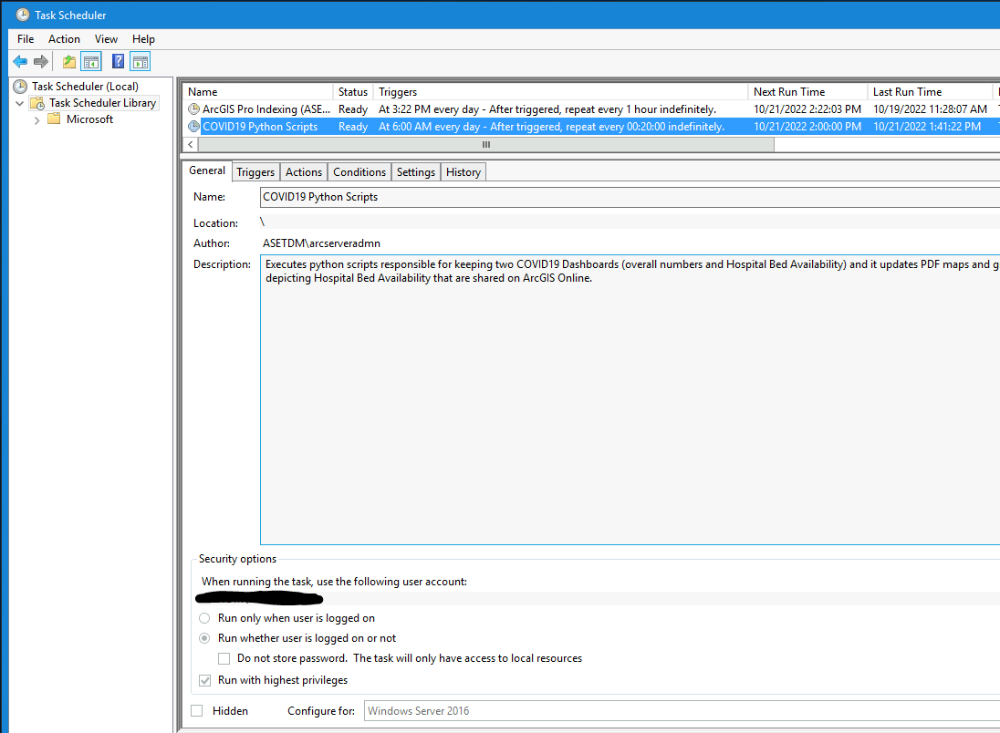 Task Scheduler
File Action View Help
Task Scheduler (Local)
Task Scheduler Library
Microsoft
Name Status Triggers Next Run Time Last Run Time
ArcGIS Pro Indexing (ASE... Ready At 3:22 PM every day - After triggered, repeat every 1 hour indefinitely. 10/21/2022 2:22:03 PM 10/19/2022 11:28:07 AM
COVID19 Python Scripts Ready At 6:00 AM every day - After triggered, repeat every 00:20:00 indefinitely. 10/21/2022 2:00:00 PM 10/21/2022 1:41:22 PM
General Triggers Actions Conditions Settings History
Name: COVID19 Python Scripts
Location: \
Author: ASETDM\arcserveradmn
Description: Executes python scripts responsible for keeping two COVID19 Dashboards (overall numbers and Hospital Bed Availability) and it updates PDF maps and g
depicting Hospital Bed Availability that are shared on ArcGIS Online.
Security options
When running the task, use the following user account:
Run only when user is logged on
Run whether user is logged on or not
Do not store password. The task will only have access to local resources
Run with highest privileges
Hidden Configure for: Windows Server 2016